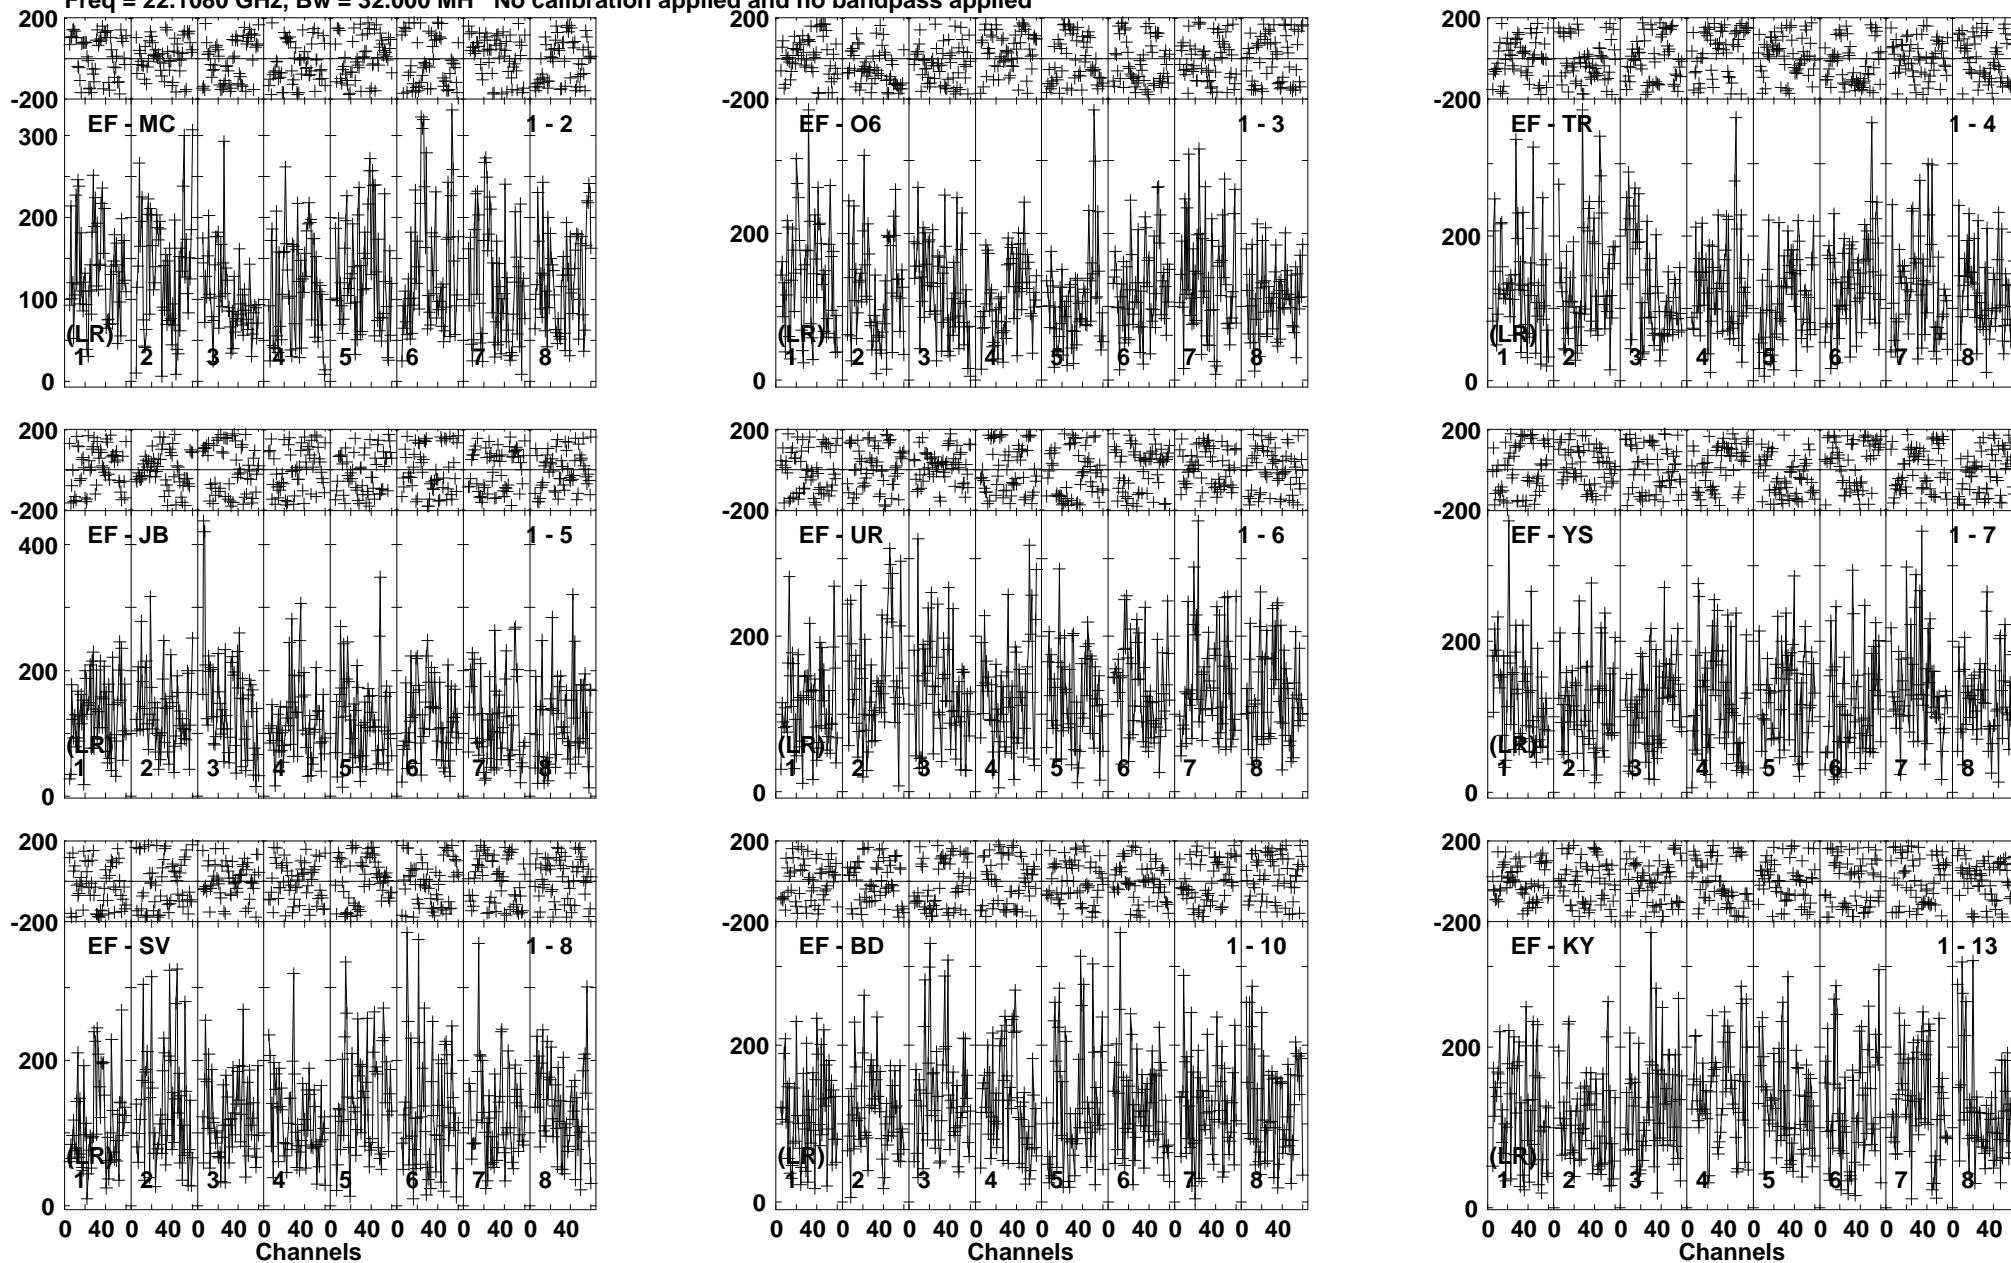 Freq = 22.1080 GHz, Bw = 32.000 MH No calibration applied and no bandpass applied
200 200 200
-200 -200 -200
EF - MC 1 - 2 EF - O6 1 - 3 EF - TR 1 - 4
300
200 200 200
100
(LR) (LR) (LR)
1 2 3 4 5 6 7 8 1 2 3 4 5 6 7 8 1 2 3 4 5 6 7 8
0 0 0
200 200 200
-200 -200 -200
EF - JB 1 - 5 EF - UR 1 - 6 EF - YS 1 - 7
400
200 200 200
(LR) (LR) (LR)
1 2 3 4 5 6 7 8 1 2 3 4 5 6 7 8 1 2 3 4 5 6 7 8
0 0 0
200 200 200
-200 -200 -200
EF - SV 1 - 8 EF - BD 1 - 10 EF - KY 1 - 13
200 200 200
(LR) (LR) (LR)
1 2 3 4 5 6 7 8 1 2 3 4 5 6 7 8 1 2 3 4 5 6 7 8
0 0 0
0 40 0 40 0 40 0 40 0 40 0 40 0 40 0 40 0 40 0 40 0 40 0 40 0 40 0 40 0 40 0 40 0 40 0 40 0 40 0 40 0 40 0 40 0 40 0 40
Channels Channels Channels